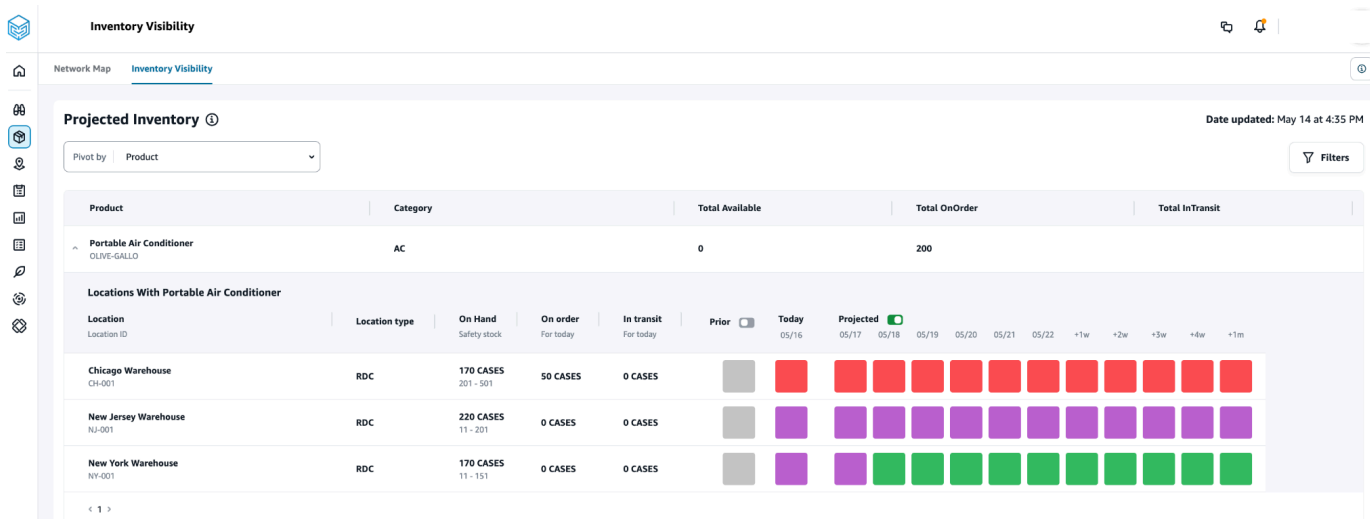 Inventory Visibility
Network Map Inventory Visibility
Projected Inventory
Date updated: May 14 at 4:35 PM
Pivot by Product
Filters
Product Category Total Available Total OnOrder Total InTransit
Portable Air Conditioner AC 0 200
OLIVE-GALLO
Locations With Portable Air Conditioner
Location Location type On Hand On order In transit Prior Today Projected
Location ID Safety stock For today For today 05/16 05/17 05/18 05/19 05/20 05/21 05/22 +1w +2w +3w +4w +1m
Chicago Warehouse RDC 170 CASES 50 CASES 0 CASES
CH-001 201 - 501
New Jersey Warehouse RDC 220 CASES 0 CASES 0 CASES
NJ-001 11 - 201
New York Warehouse RDC 170 CASES 0 CASES 0 CASES
NY-001 11 - 151
< 1 >